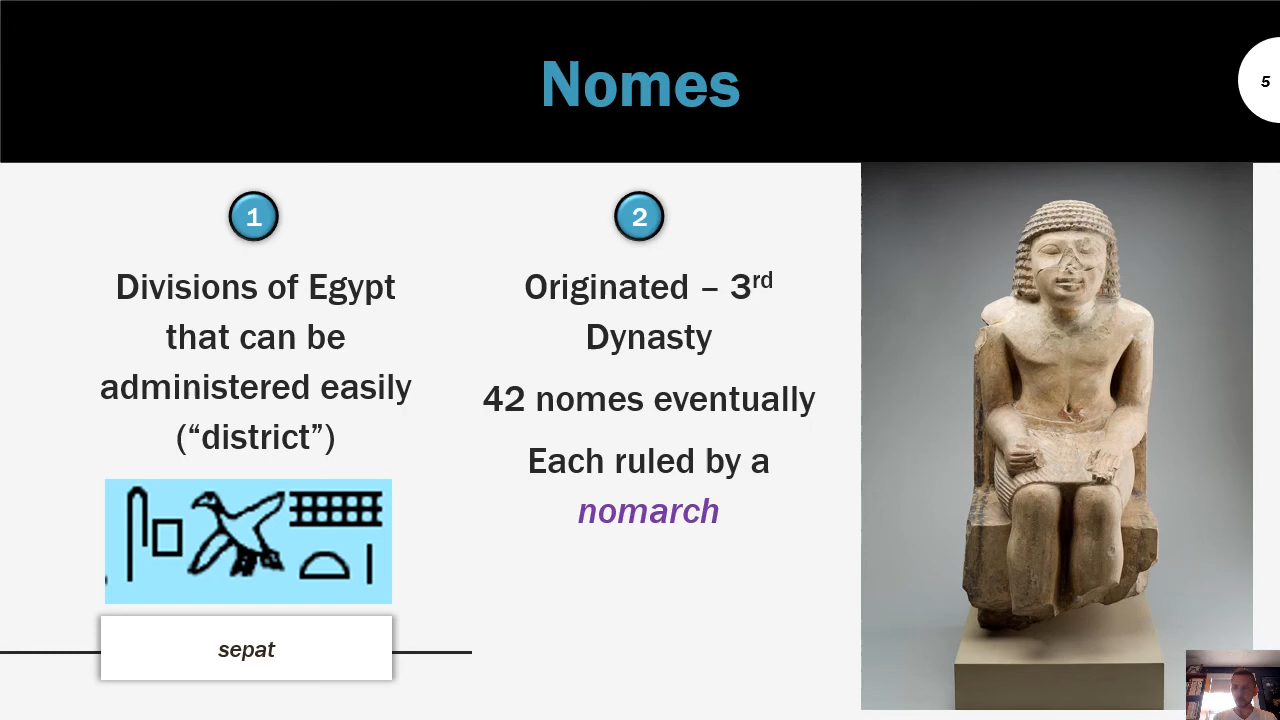 Nomes
5
1
Divisions of Egypt
that can be
administered easily
(“district”)
sepat
2
Originated – 3rd
Dynasty
42 nomes eventually
Each ruled by a
nomarch